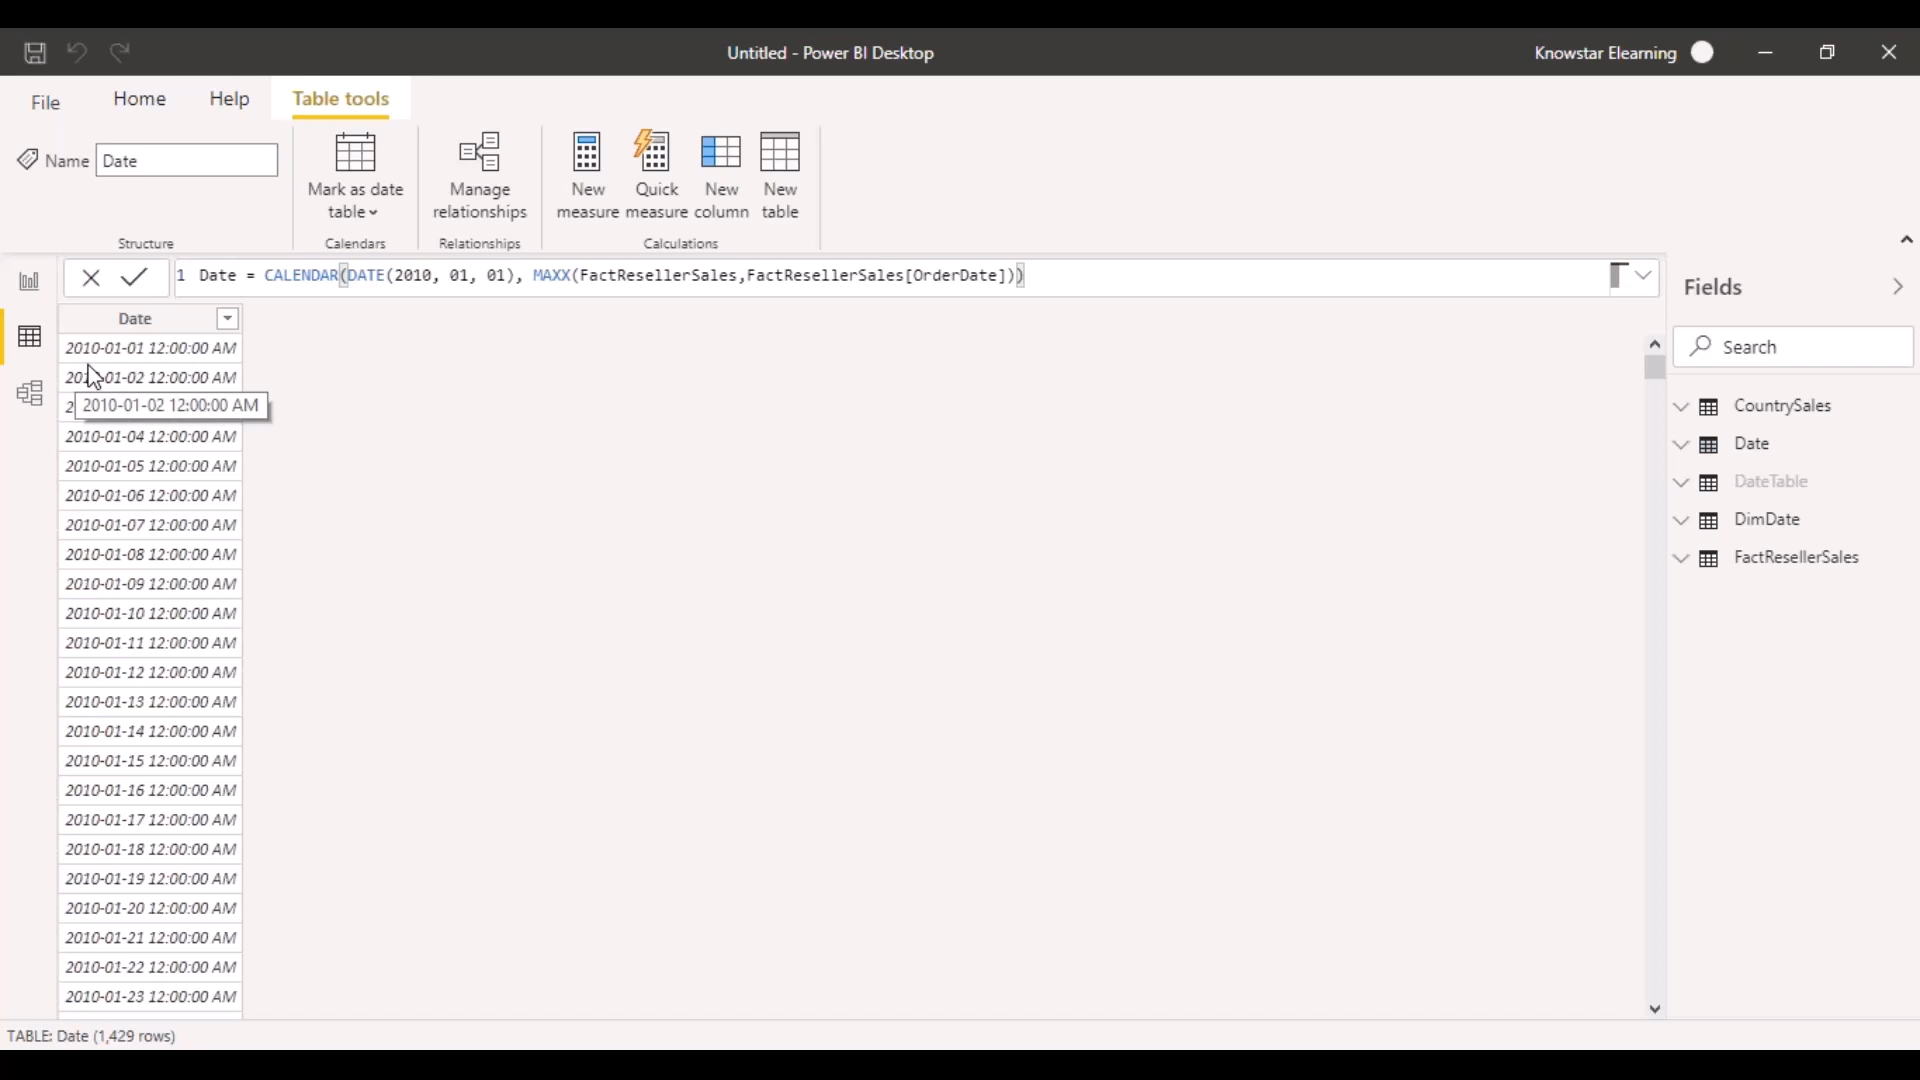 Untitled - Power BI Desktop
Knowstar Elearning
File
Home
Help
Table tools
Name
Date
Mark as date
table
Manage
relationships
New
measure
Quick
measure
New
column
New
table
Structure
Calendars
Relationships
Calculations
1 Date = CALENDAR(DATE(2010, 01, 01), MAXX(FactResellerSales,FactResellerSales[OrderDate]))
Date
2010-01-01 12:00:00 AM
2010-01-02 12:00:00 AM
2010-01-02 12:00:00 AM
2010-01-04 12:00:00 AM
2010-01-05 12:00:00 AM
2010-01-06 12:00:00 AM
2010-01-07 12:00:00 AM
2010-01-08 12:00:00 AM
2010-01-09 12:00:00 AM
2010-01-10 12:00:00 AM
2010-01-11 12:00:00 AM
2010-01-12 12:00:00 AM
2010-01-13 12:00:00 AM
2010-01-14 12:00:00 AM
2010-01-15 12:00:00 AM
2010-01-16 12:00:00 AM
2010-01-17 12:00:00 AM
2010-01-18 12:00:00 AM
2010-01-19 12:00:00 AM
2010-01-20 12:00:00 AM
2010-01-21 12:00:00 AM
2010-01-22 12:00:00 AM
2010-01-23 12:00:00 AM
Fields
Search
CountrySales
Date
DateTable
DimDate
FactResellerSales
TABLE: Date (1,429 rows)